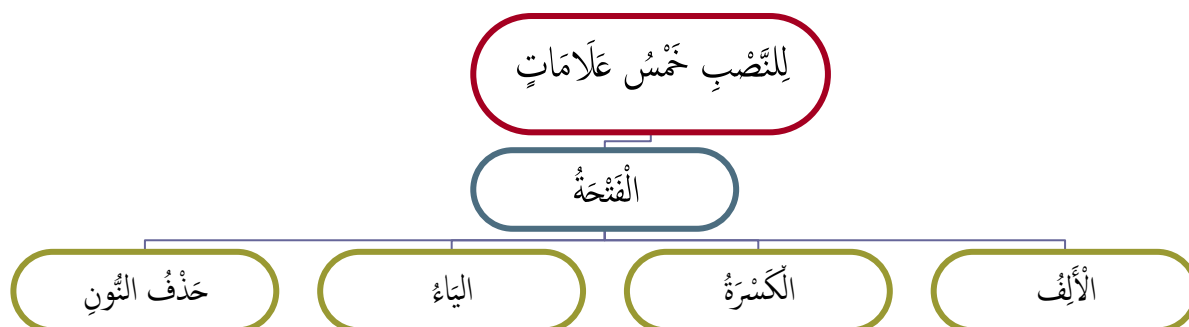 لِلنَّصْبِ خَمْسُ عَلَامَاتٍ
الْفَتْحَةُ
الْأَلِفُ
الْكَسْرَةُ
اليَاءُ
حَذْفُ النُّونِ